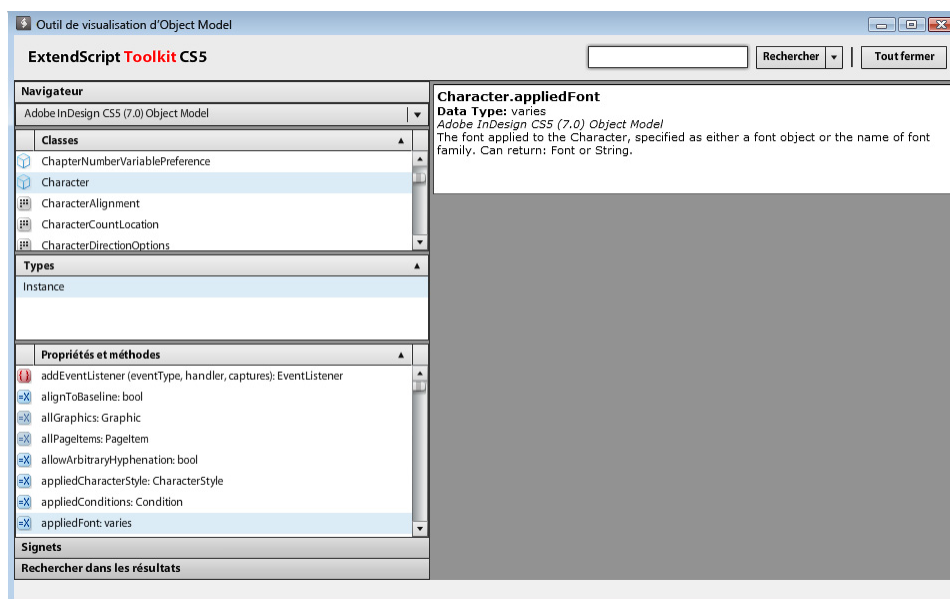 Outil de visualisation d'Object Model
ExtendScript Toolkit CS5
Rechercher
Tout fermer
Navigateur
Adobe InDesign CS5 (7.0) Object Model
Classes
ChapterNumberVariablePreference
Character
CharacterAlignment
CharacterCountLocation
CharacterDirectionOptions
Types
Instance
Propriétés et méthodes
addEventListener (eventType, handler, captures): EventListener
alignToBaseline: bool
allGraphics: Graphic
allPageItems: PageItem
allowArbitraryHyphenation: bool
appliedCharacterStyle: CharacterStyle
appliedConditions: Condition
appliedFont: varies
Signets
Rechercher dans les résultats
Character.appliedFont
Data Type: varies
Adobe InDesign CS5 (7.0) Object Model
The font applied to the Character, specified as either a font object or the name of font
family. Can return: Font or String.